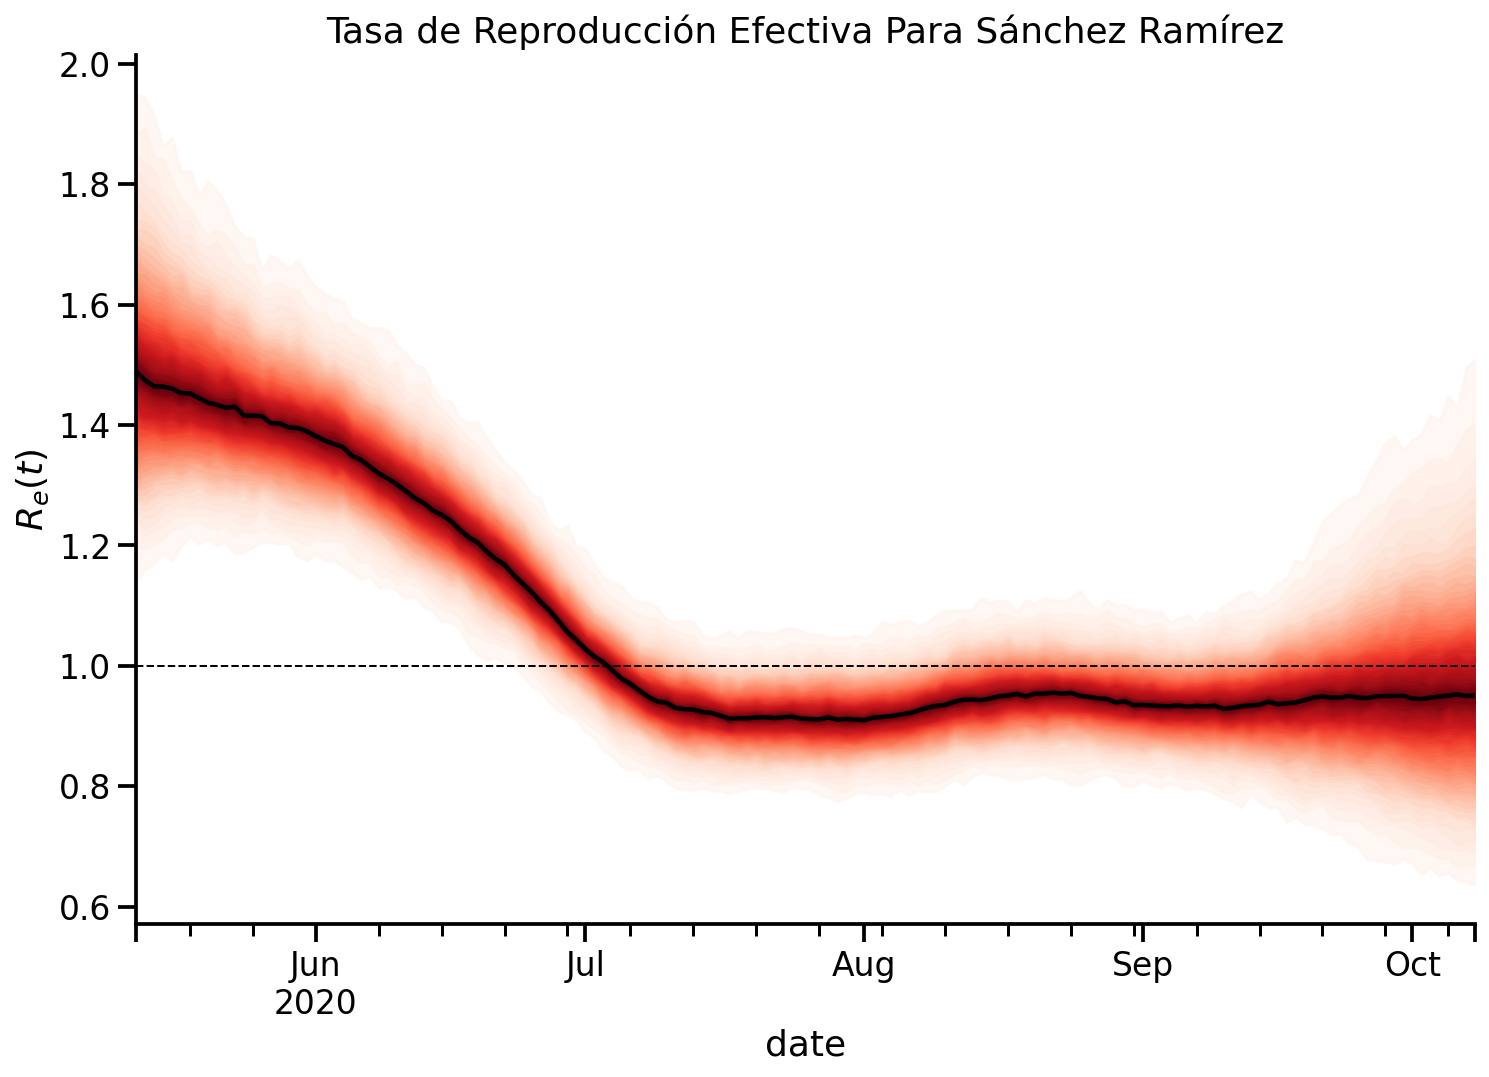 Tasa de Reproducción Efectiva Para Sánchez Ramírez
2.0
1.8
1.6
1.4
1.2
1.0
0.8
0.6
Re(t)
Jun Jul Aug Sep Oct
2020
date